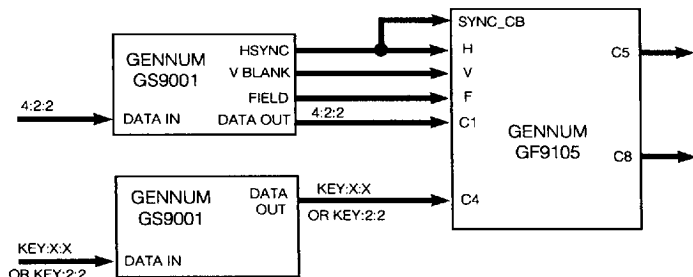 SYNC_CB
GENNUM
GS9001
HSYNC
V BLANK
FIELD
DATA OUT
DATA IN
4:2:2
4:2:2
H
V
F
C1
C4
C5
C8
GENNUM
GF9105
GENNUM
GS9001
DATA
OUT
DATA IN
KEY:X:X
OR KEY:2:2
KEY:X:X
OR KEY:2:2